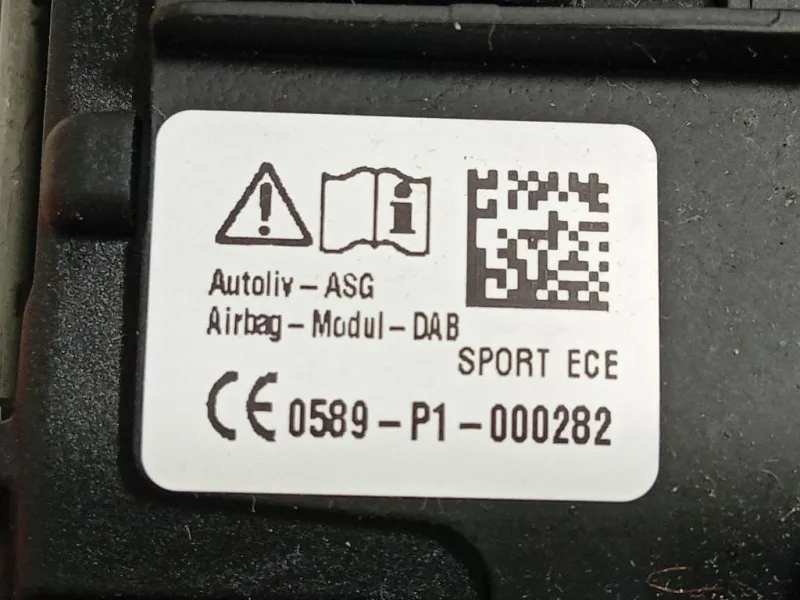 Autoliv-ASG
Airbag-Modul-DAB
SPORT ECE
CE 0589-P1-000282